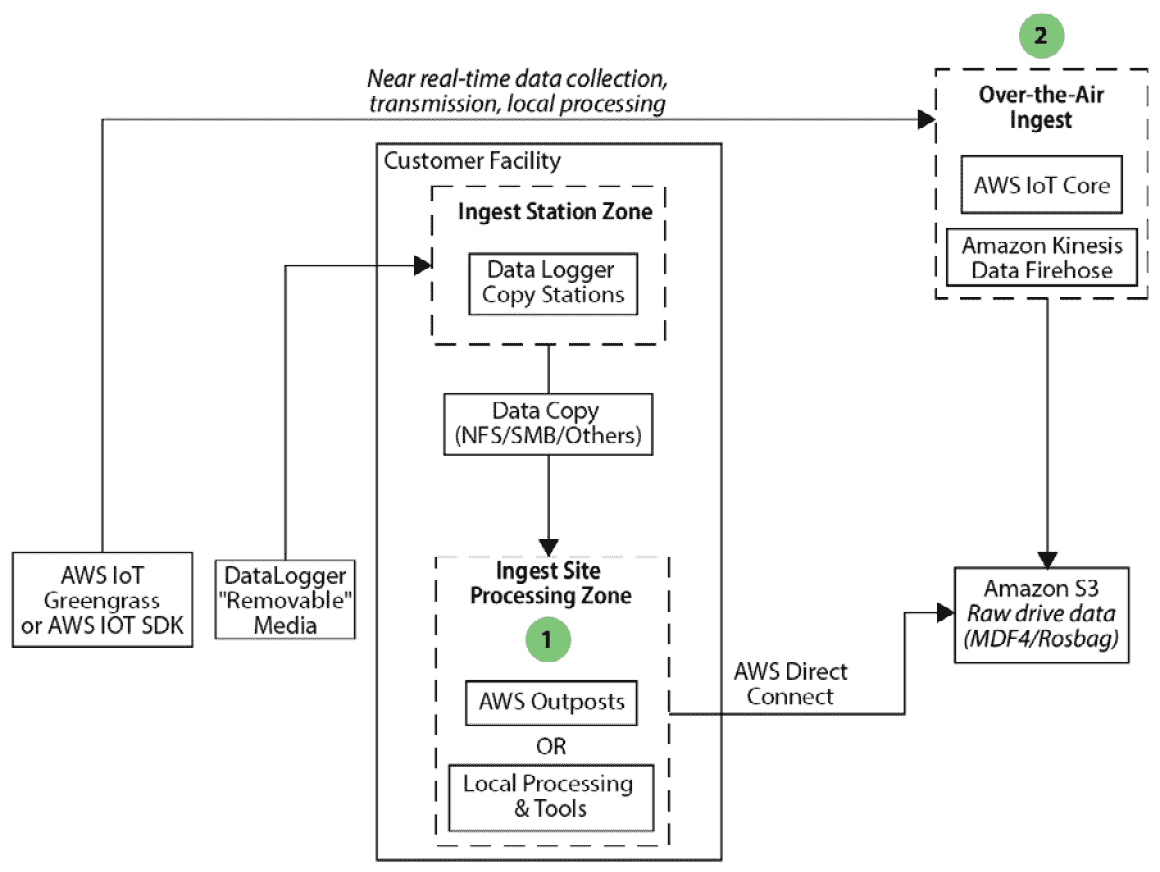 2
Near real-time data collection,
transmission, local processing
Over-the-Air
Ingest
AWS IoT Core
Amazon Kinesis
Data Firehose
Customer Facility
Ingest Station Zone
Data Logger
Copy Stations
Data Copy
(NFS/SMB/Others)
AWS IoT
Greengrass
or AWS IOT SDK
DataLogger
"Removable"
Media
Ingest Site
Processing Zone
1
AWS Outposts
OR
Local Processing
& Tools
AWS Direct
Connect
Amazon S3
Raw drive data
(MDF4/Rosbag)